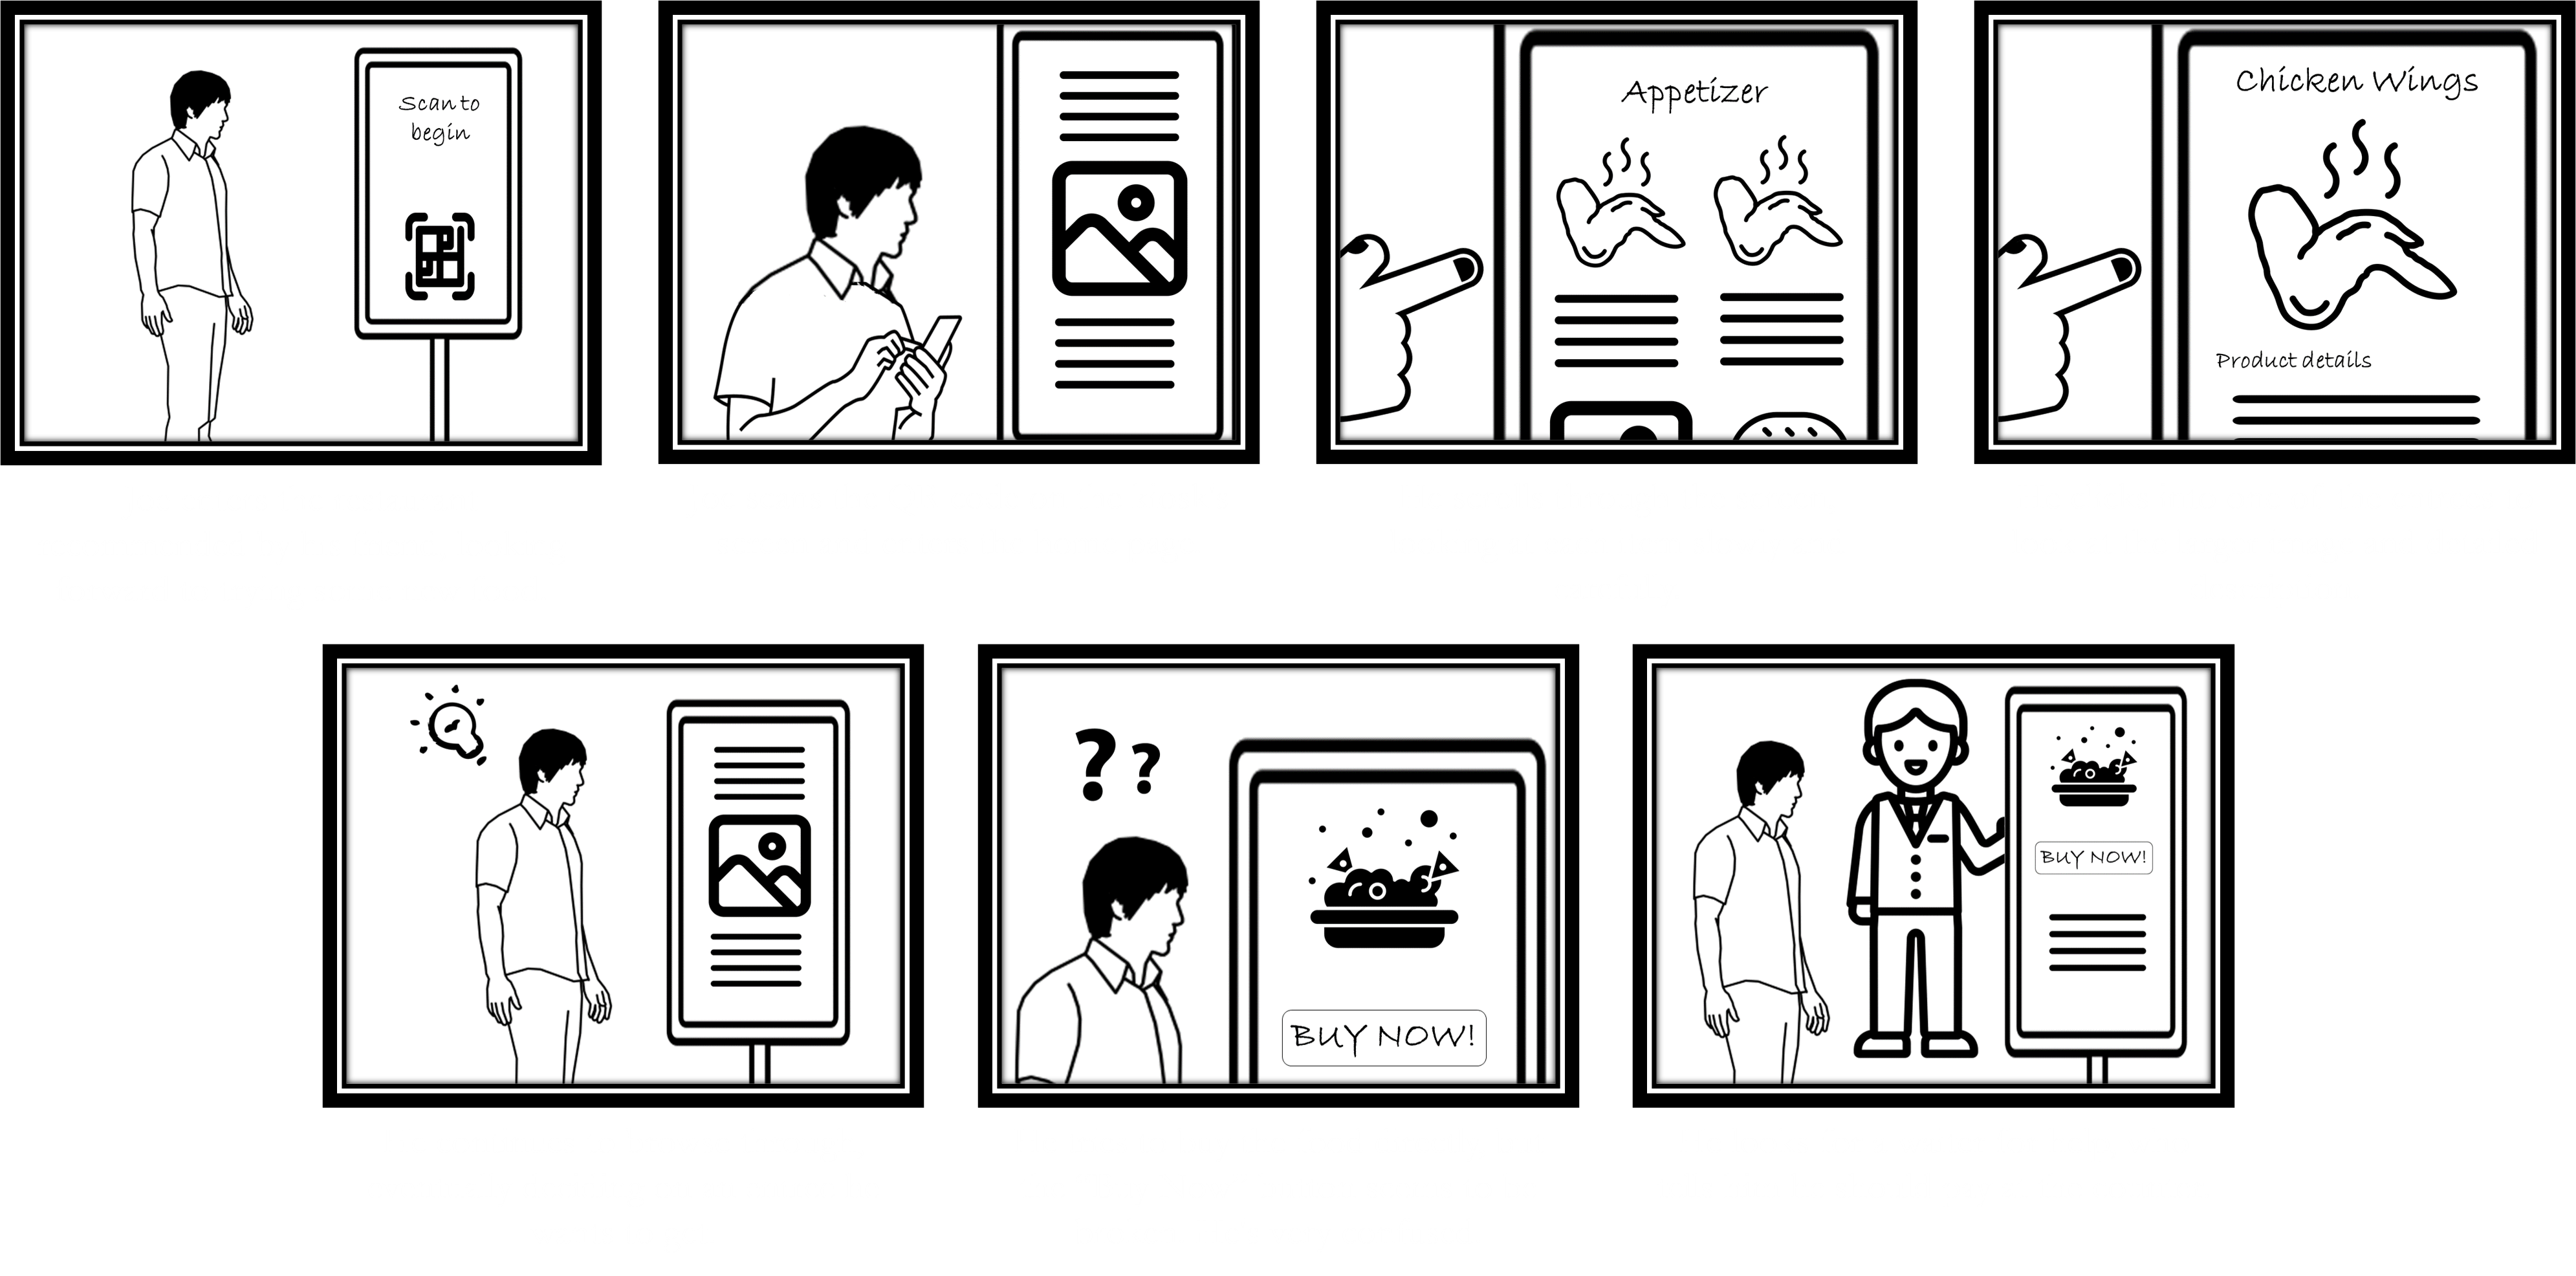 Scan to
begin
Appetizer
Chicken Wings
Product details
??
BUY NOW!
BUY NOW!